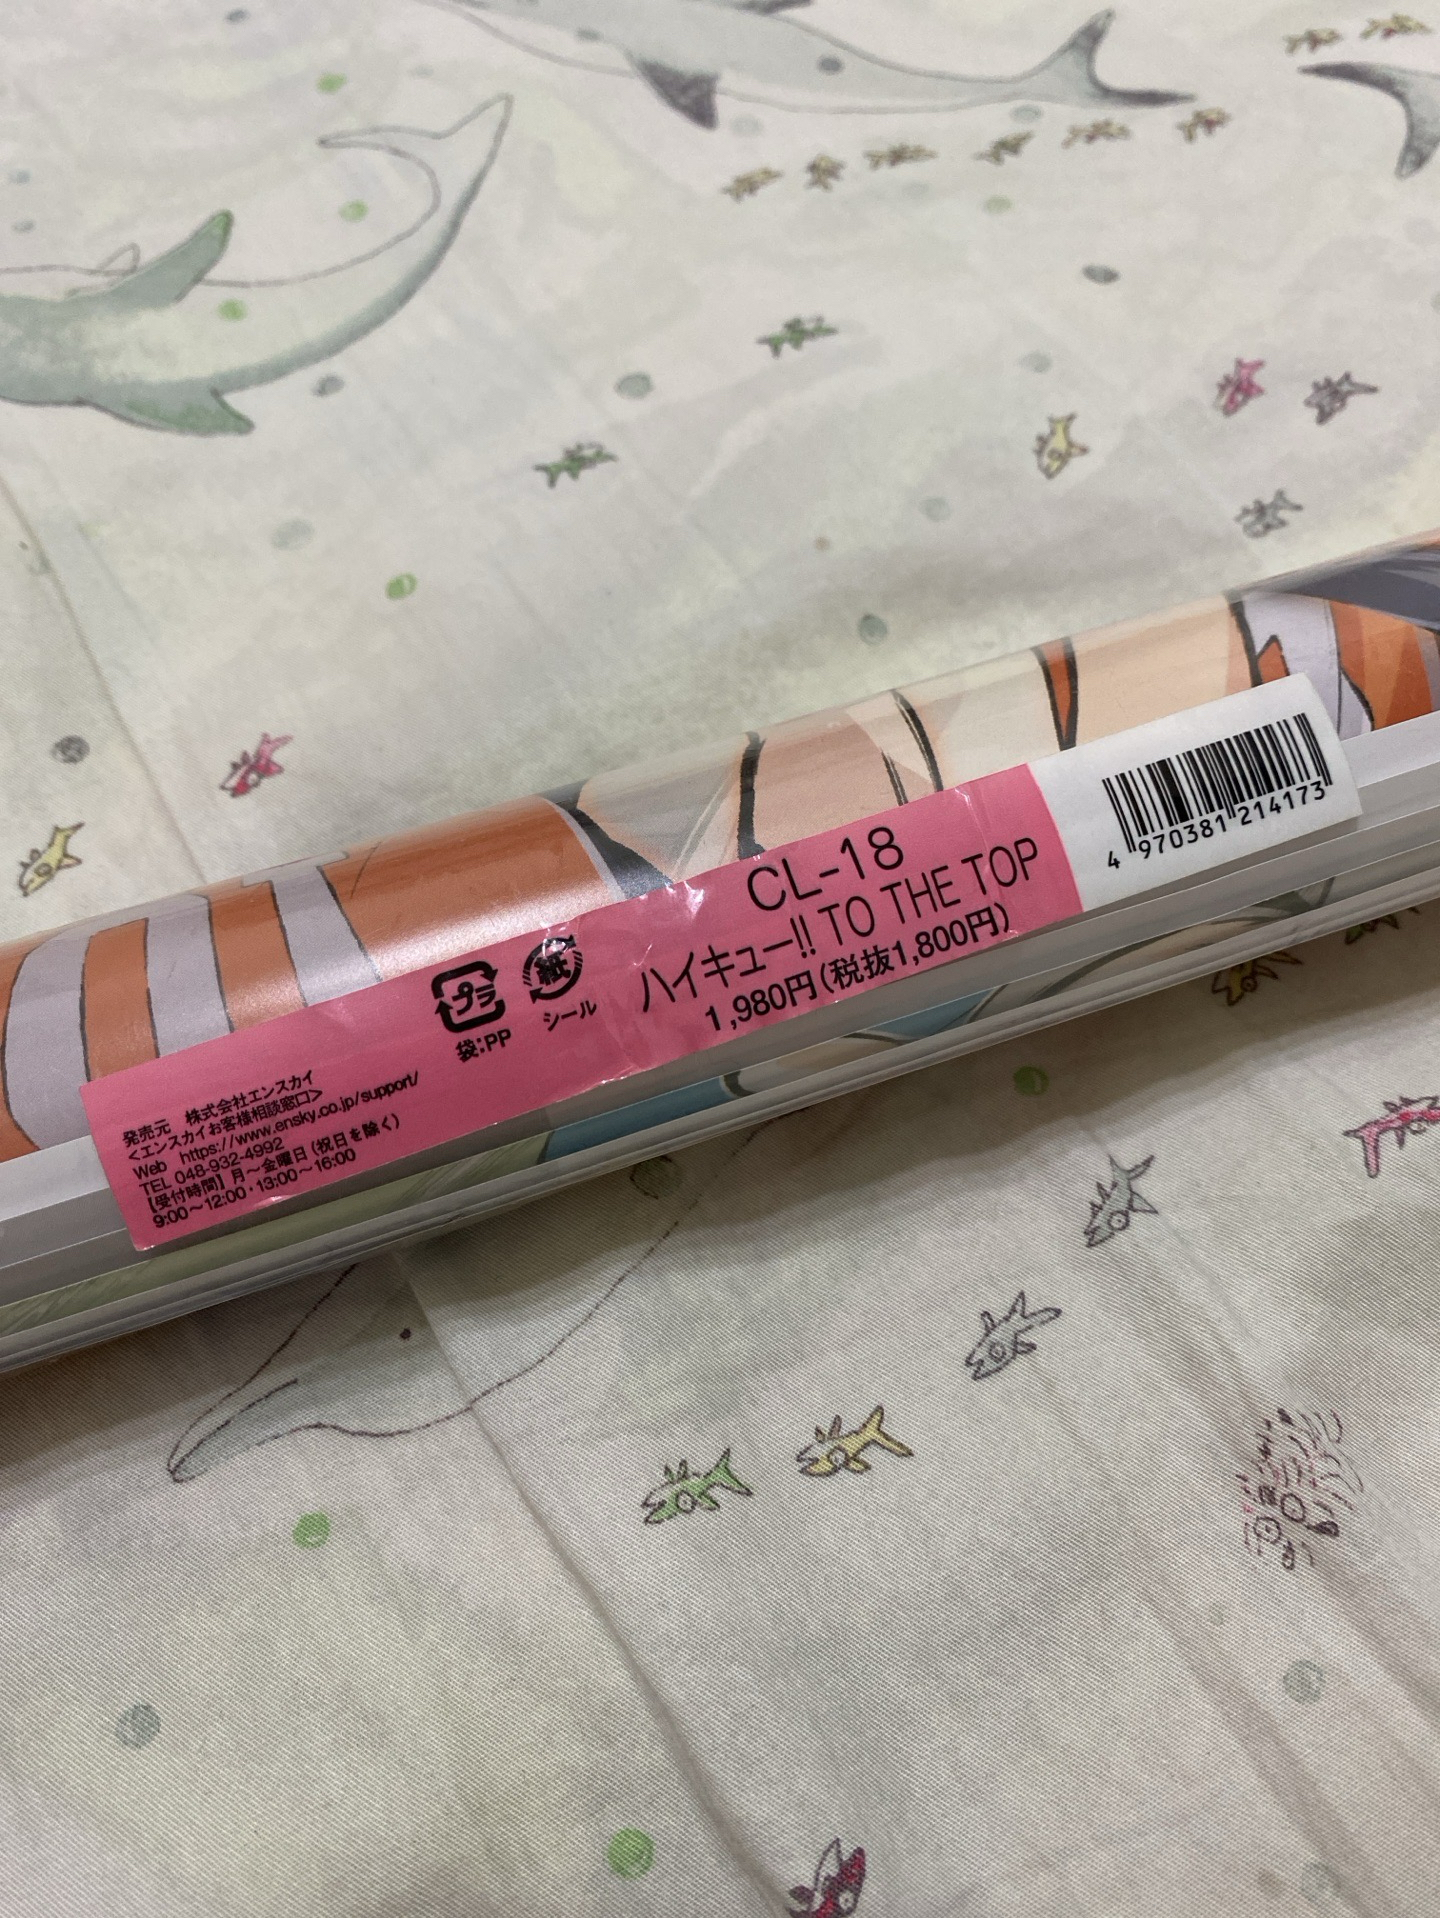 CL-18
ハイキュー!! TO THE TOP
1,980円(税抜1,800円)
4 970381 214173
プラ
袋:PP
紙
シール
発売元 株式会社エンスカイ
<エンスカイお客様相談窓口>
Web https://www.ensky.co.jp/support/
TEL 048-932-4992
【受付時間】月~金曜日(祝日を除く)
9:00~12:00・13:00~16:00